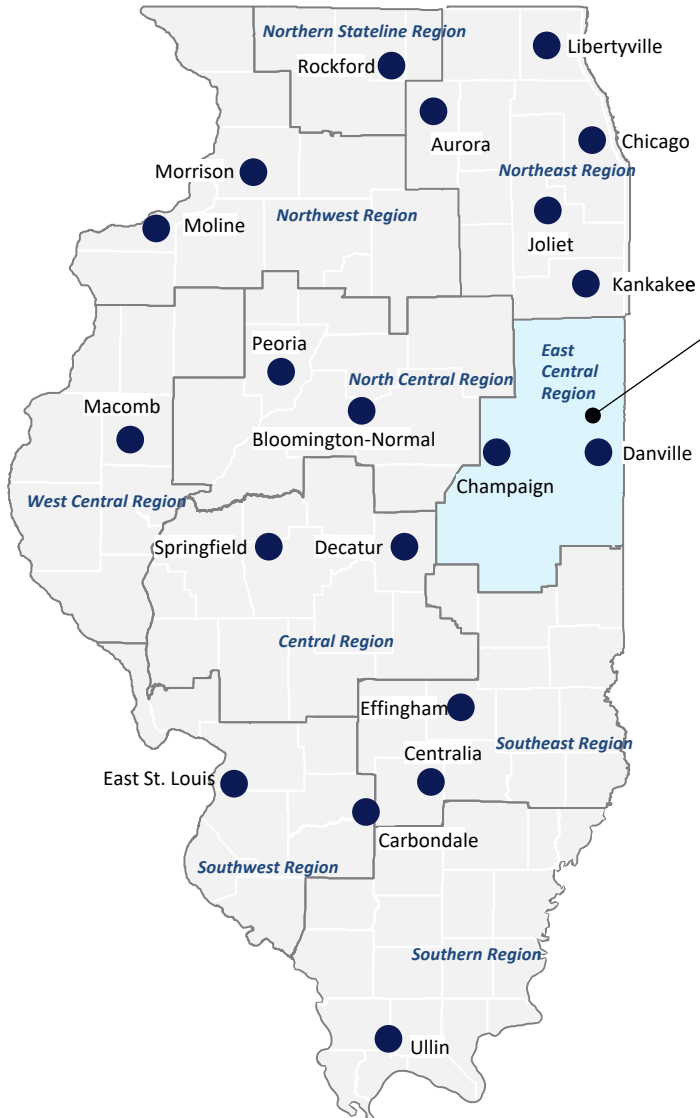 Northern Stateline Region
Rockford
Libertyville
Aurora
Chicago
Morrison
Northeast Region
Northwest Region
Moline
Joliet
Kankakee
Peoria
East
Central
Region
North Central Region
Macomb
Bloomington-Normal
Champaign
Danville
West Central Region
Springfield
Decatur
Central Region
Effingham
Southeast Region
Centralia
East St. Louis
Carbondale
Southwest Region
Southern Region
Ullin